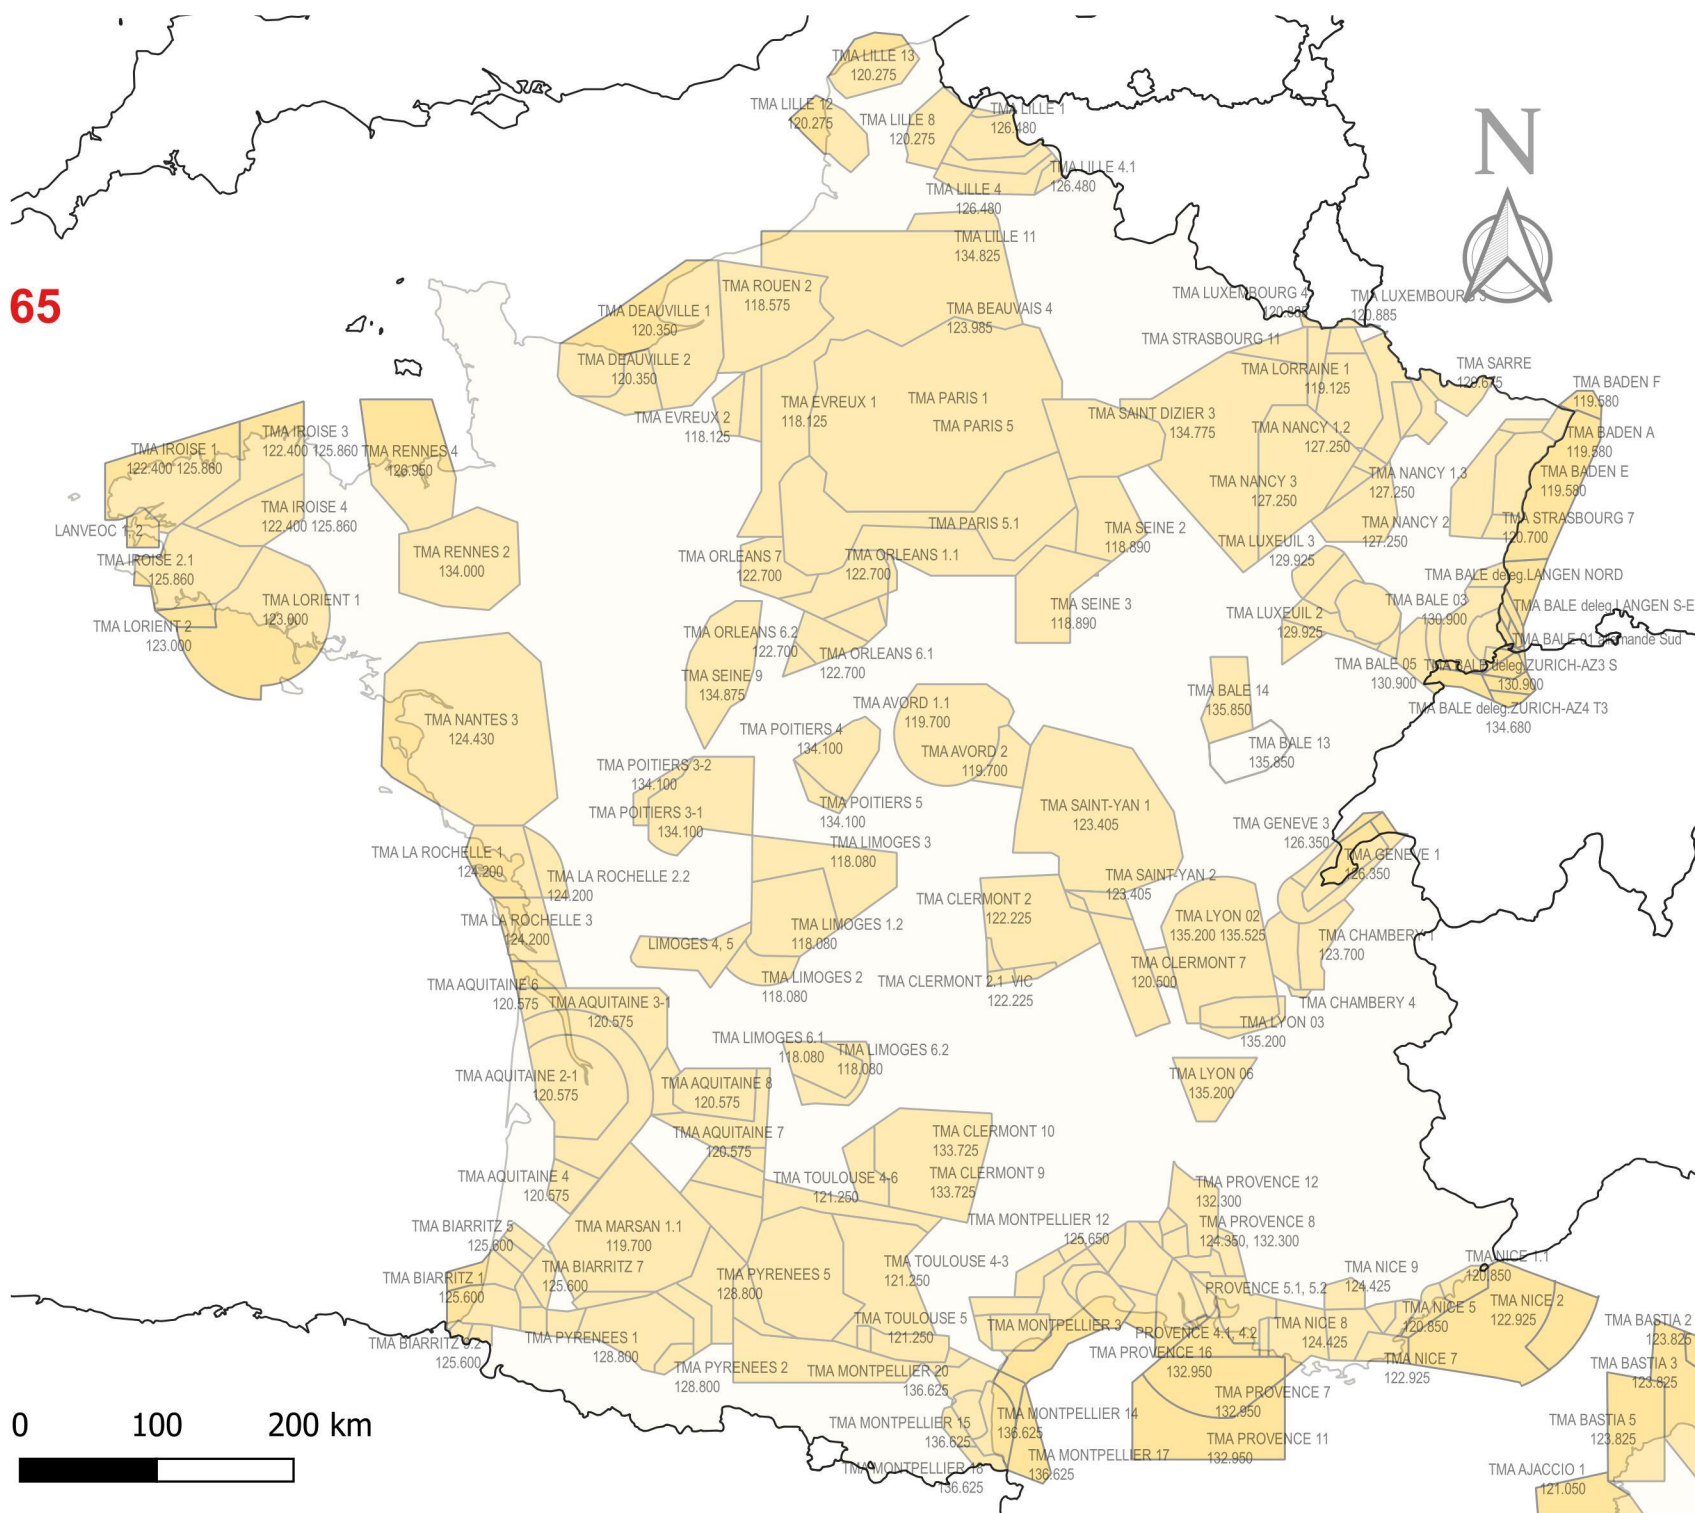 TMA LILLE 13
120.275
TMA LILLE 12
120.275
TMA LILLE 8
120.275
TMA LILLE 1
126.480
TMA LILLE 4.1
126.480
TMA LILLE 4
126.480
N
TMA LILLE 11
134.825
65
TMA ROUEN 2
118.575
TMA DEAUVILLE 1
120.350
TMA BEAUVAIS 4
123.985
TMA LUXEMBOURG 4
120.885
TMA LUXEMBOURG 3
120.885
TMA STRASBOURG 11
TMA DEAUVILLE 2
120.350
TMA LORRAINE 1
119.125
TMA SARRE
129.675
TMA BADEN F
119.580
TMA EVREUX 2
118.125
TMA EVREUX 1
118.125
TMA PARIS 1
TMA PARIS 5
TMA SAINT DIZIER 3
134.775
TMA NANCY 1.2
127.250
TMA BADEN A
119.580
TMA IROISE 3
122.400 125.860
TMA IROISE 1
122.400 125.860
TMA RENNES 4
126.950
TMA NANCY 3
127.250
TMA NANCY 1.3
127.250
TMA BADEN E
119.580
TMA IROISE 4
122.400 125.860
LANVEOC 1, 2
TMA PARIS 5.1
TMA SEINE 2
118.890
TMA NANCY 2
127.250
TMA STRASBOURG 7
120.700
TMA IROISE 2.1
125.860
TMA RENNES 2
134.000
TMA ORLEANS 7
122.700
TMA ORLEANS 1.1
122.700
TMA LUXEUIL 3
129.925
TMA BALE deleg.LANGEN NORD
TMA LORIENT 1
123.000
TMA LORIENT 2
123.000
TMA SEINE 3
118.890
TMA LUXEUIL 2
129.925
TMA BALE 03
130.900
TMA BALE deleg.LANGEN S-E
TMA BALE 01 allemande Sud
TMA ORLEANS 6.2
122.700
TMA ORLEANS 6.1
122.700
TMA SEINE 9
134.875
TMA BALE 05
130.900
TMA BALE deleg.ZURICH-AZ3 S
130.900
TMA BALE deleg.ZURICH-AZ4 T3
134.680
TMA NANTES 3
124.430
TMA AVORD 1.1
119.700
TMA BALE 14
135.850
TMA POITIERS 4
134.100
TMA AVORD 2
119.700
TMA BALE 13
135.850
TMA POITIERS 3-2
134.100
TMA POITIERS 3-1
134.100
TMA POITIERS 5
134.100
TMA SAINT-YAN 1
123.405
TMA GENEVE 3
126.350
TMA GENEVE 1
126.350
TMA LA ROCHELLE 1
124.200
TMA LIMOGES 3
118.080
TMA LA ROCHELLE 2.2
124.200
TMA SAINT-YAN 2
123.405
TMA CLERMONT 2
122.225
TMA LA ROCHELLE 3
124.200
TMA LIMOGES 1.2
118.080
TMA LYON 02
135.200 135.525
TMA CHAMBERY 1
123.700
LIMOGES 4, 5
TMA CLERMONT 7
120.500
TMA LIMOGES 2
118.080
TMA CLERMONT 2.1 VIC
122.225
TMA AQUITAINE 6
120.575
TMA AQUITAINE 3-1
120.575
TMA CHAMBERY 4
TMA LYON 03
135.200
TMA LIMOGES 6.1
118.080
TMA LIMOGES 6.2
118.080
TMA AQUITAINE 2-1
120.575
TMA AQUITAINE 8
120.575
TMA LYON 06
135.200
TMA AQUITAINE 7
120.575
TMA CLERMONT 10
133.725
TMA AQUITAINE 4
120.575
TMA TOULOUSE 4-6
121.250
TMA CLERMONT 9
133.725
TMA PROVENCE 12
132.300
TMA BIARRITZ 5
125.600
TMA MARSAN 1.1
119.700
TMA MONTPELLIER 12
125.650
TMA PROVENCE 8
124.350, 132.300
TMA BIARRITZ 7
125.600
TMA PYRENEES 5
128.800
TMA TOULOUSE 4-3
121.250
TMA NICE 9
124.425
TMA NICE 1.1
120.850
TMA BIARRITZ 1
125.600
PROVENCE 5.1, 5.2
TMA NICE 5
120.850
TMA NICE 2
122.925
TMA TOULOUSE 5
121.250
TMA MONTPELLIER 3
PROVENCE 4.1, 4.2
TMA NICE 8
124.425
TMA BASTIA 2
123.825
TMA PYRENEES 1
128.800
125.600
TMA PROVENCE 16
132.950
TMA NICE 7
122.925
TMA BASTIA 3
123.825
TMA PYRENEES 2
128.800
TMA MONTPELLIER 20
136.625
TMA PROVENCE 7
132.950
TMA MONTPELLIER 15
136.625
TMA MONTPELLIER 14
136.625
TMA PROVENCE 11
132.950
TMA BASTIA 5
123.825
TMA MONTPELLIER 17
136.625
136.625
TMA AJACCIO 1
121.050
0 100 200 km